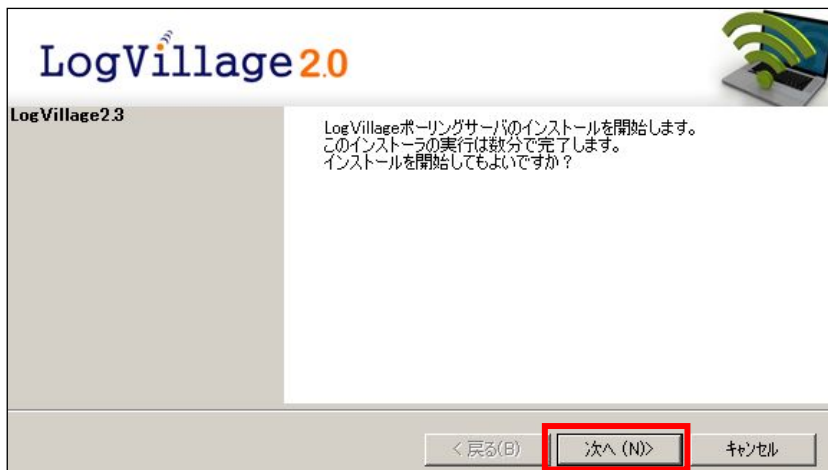 LogVillage 2.0
LogVillage2.3
LogVillageポーリングサーバのインストールを開始します。
このインストーラの実行は数分で完了します。
インストールを開始してもよいですか？
< 戻る(B)
次へ (N)>
キャンセル